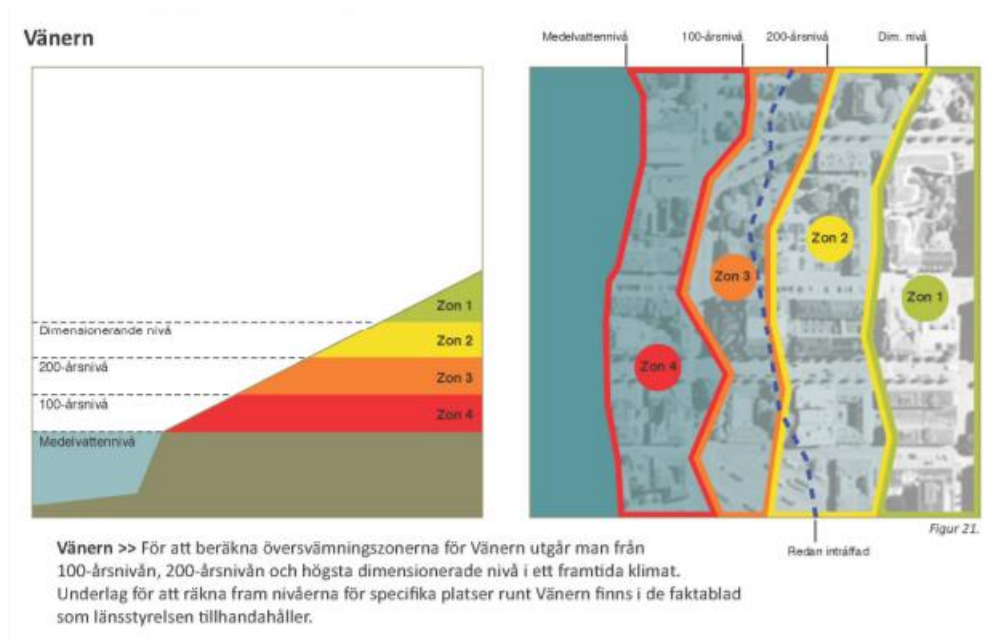 Vänern
Medelvattennivå
100-årsnivå
200-årsnivå
Dim. nivå
Zon 1
Dimensionerande nivå
Zon 2
200-årsnivå
Zon 3
100-årsnivå
Zon 4
Medelvattennivå
Zon 2
Zon 3
Zon 1
Zon 4
Figur 21.
Redan inträffad
Vänern >> För att beräkna översvämningszonerna för Vänern utgår man från
100-årsnivån, 200-årsnivån och högsta dimensionerade nivå i ett framtida klimat.
Underlag för att räkna fram nivåerna för specifika platser runt Vänern finns i de faktablad
som länsstyrelsen tillhandahåller.